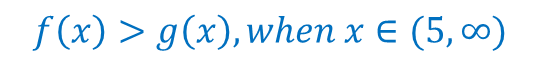 f(x) > g(x), when x ∈ (5, ∞)